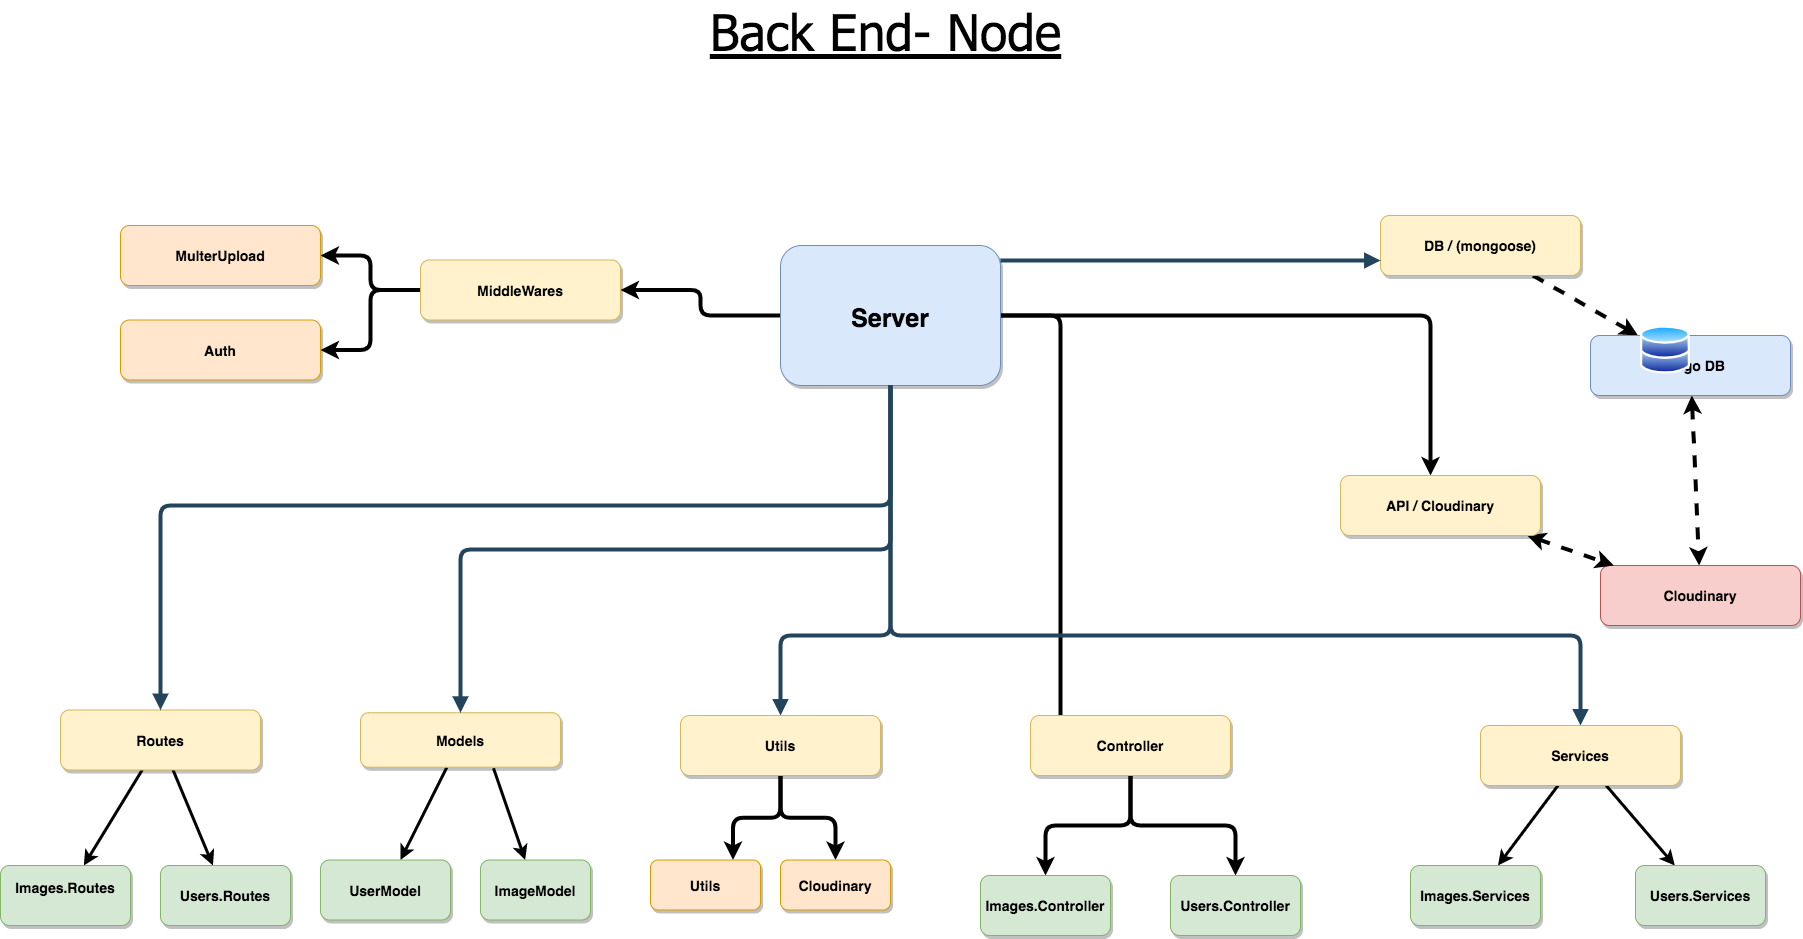 Back End- Node
MulterUpload
MiddleWares
Auth
Server
DB / (mongoose)
go DB
API / Cloudinary
Cloudinary
Routes
Models
Utils
Controller
Services
Images.Routes
Users.Routes
UserModel
ImageModel
Utils
Cloudinary
Images.Controller
Users.Controller
Images.Services
Users.Services